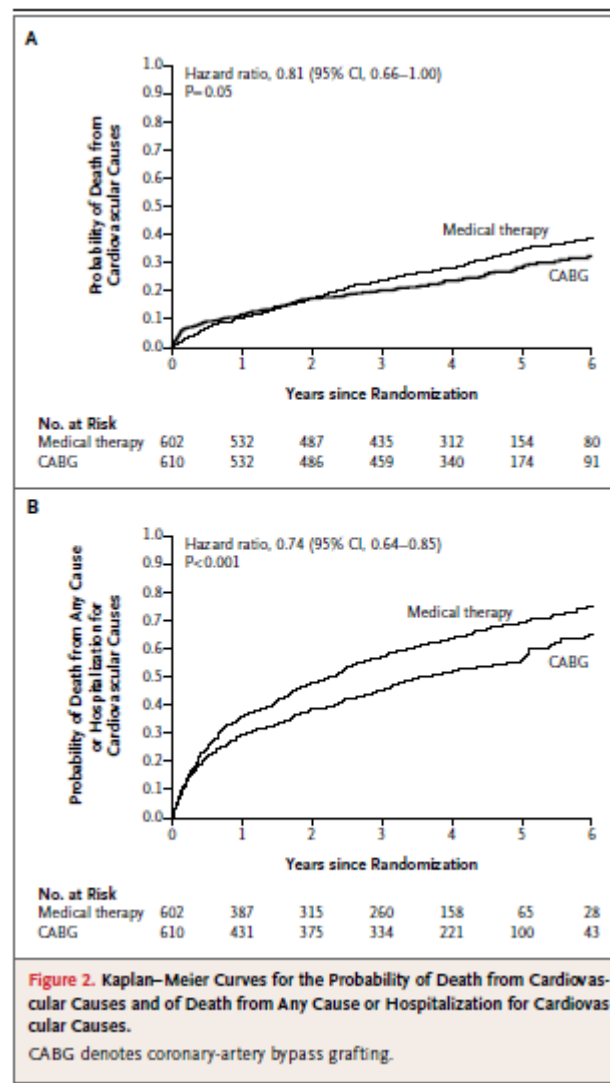 A
Hazard ratio, 0.81 (95% CI, 0.66–1.00)
P=0.05
Probability of Death from
Cardiovascular Causes
1.0
0.9
0.8
0.7
0.6
0.5
0.4
0.3
0.2
0.1
0.0
Medical therapy
CABG
0 1 2 3 4 5 6
Years since Randomization
No. at Risk
Medical therapy 602 532 487 435 312 154 80
CABG 610 532 486 459 340 174 91
B
Hazard ratio, 0.74 (95% CI, 0.64–0.85)
P<0.001
Probability of Death from Any Cause
or Hospitalization for
Cardiovascular Causes
1.0
0.9
0.8
0.7
0.6
0.5
0.4
0.3
0.2
0.1
0.0
Medical therapy
CABG
0 1 2 3 4 5 6
Years since Randomization
No. at Risk
Medical therapy 602 387 315 260 158 65 28
CABG 610 431 375 334 221 100 43
Figure 2. Kaplan–Meier Curves for the Probability of Death from Cardiovas-
cular Causes and of Death from Any Cause or Hospitalization for Cardiovas-
cular Causes.
CABG denotes coronary-artery bypass grafting.